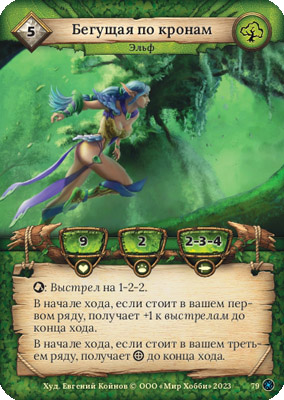 5
Бегущая по кронам
Эльф
9
2
2-3-4
: Выстрел на 1-2-2.
В начале хода, если стоит в вашем пер-
вом ряду, получает +1 к выстрелам до
конца хода.
В начале хода, если стоит в вашем треть-
ем ряду, получает до конца хода.
Худ. Евгений Койнов © ООО «Мир Хобби» 2023
79